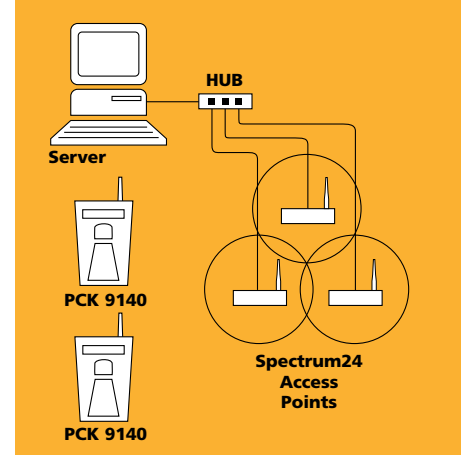 HUB
Server
PCK 9140
PCK 9140
Spectrum24
Access
Points